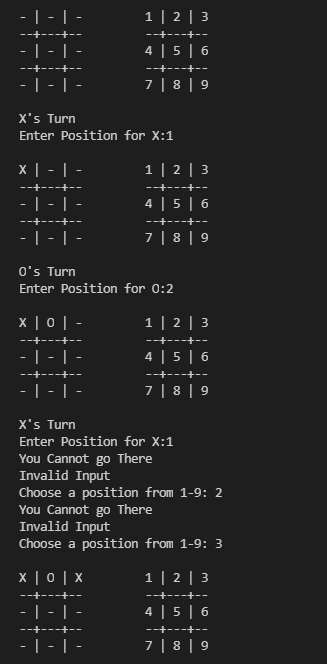 - | - | -        1 | 2 | 3
--+---+--        --+---+--
- | - | -        4 | 5 | 6
--+---+--        --+---+--
- | - | -        7 | 8 | 9
X's Turn
Enter Position for X:1
X | - | -        1 | 2 | 3
--+---+--        --+---+--
- | - | -        4 | 5 | 6
--+---+--        --+---+--
- | - | -        7 | 8 | 9
O's Turn
Enter Position for O:2
X | O | -        1 | 2 | 3
--+---+--        --+---+--
- | - | -        4 | 5 | 6
--+---+--        --+---+--
- | - | -        7 | 8 | 9
X's Turn
Enter Position for X:1
You Cannot go There
Invalid Input
Choose a position from 1-9: 2
You Cannot go There
Invalid Input
Choose a position from 1-9: 3
X | O | X        1 | 2 | 3
--+---+--        --+---+--
- | - | -        4 | 5 | 6
--+---+--        --+---+--
- | - | -        7 | 8 | 9